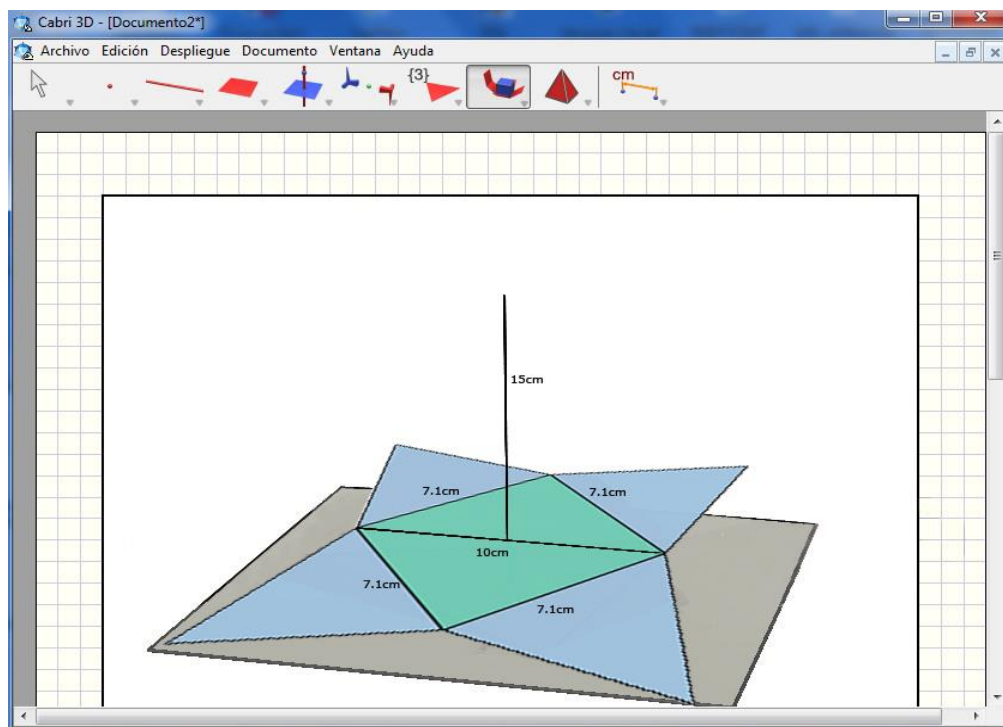 Cabri 3D - [Documento2*]
Archivo Edición Despliegue Documento Ventana Ayuda
{3}
cm
15cm
7.1cm
7.1cm
10cm
7.1cm
7.1cm